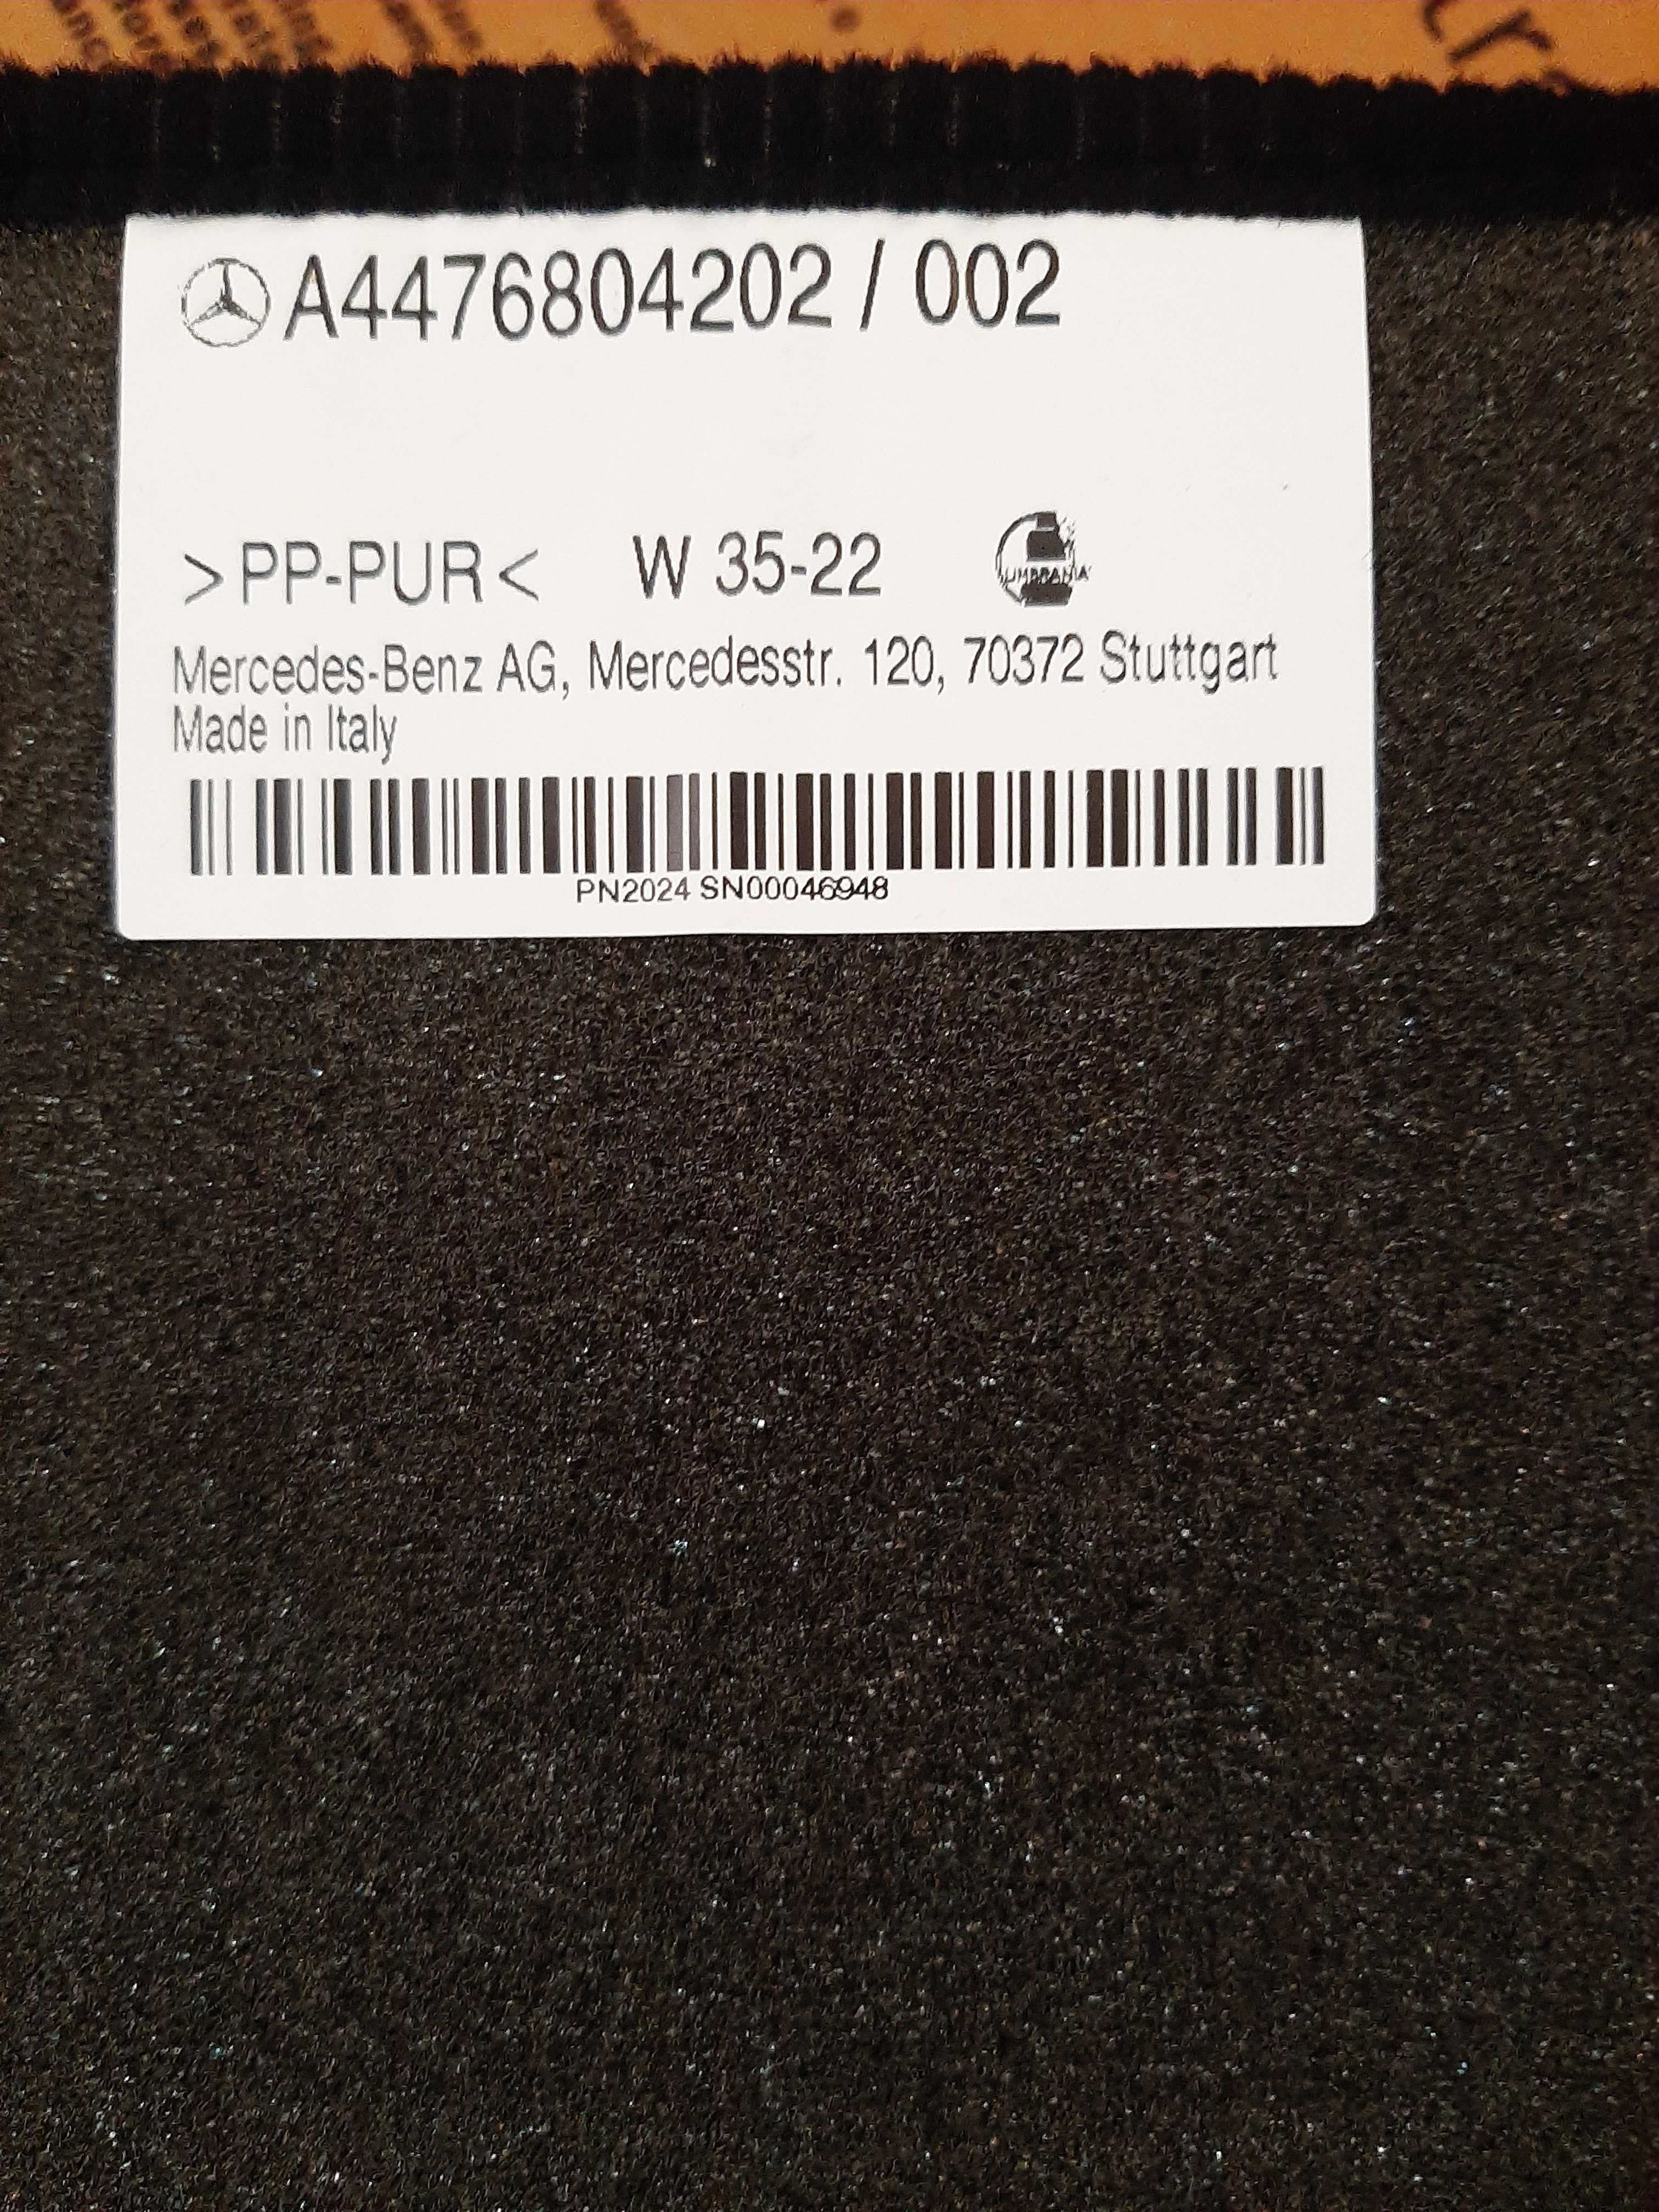 A4476804202 / 002
>PP-PUR< W 35-22
Mercedes-Benz AG, Mercedesstr. 120, 70372 Stuttgart
Made in Italy
PN2024 SN00046948